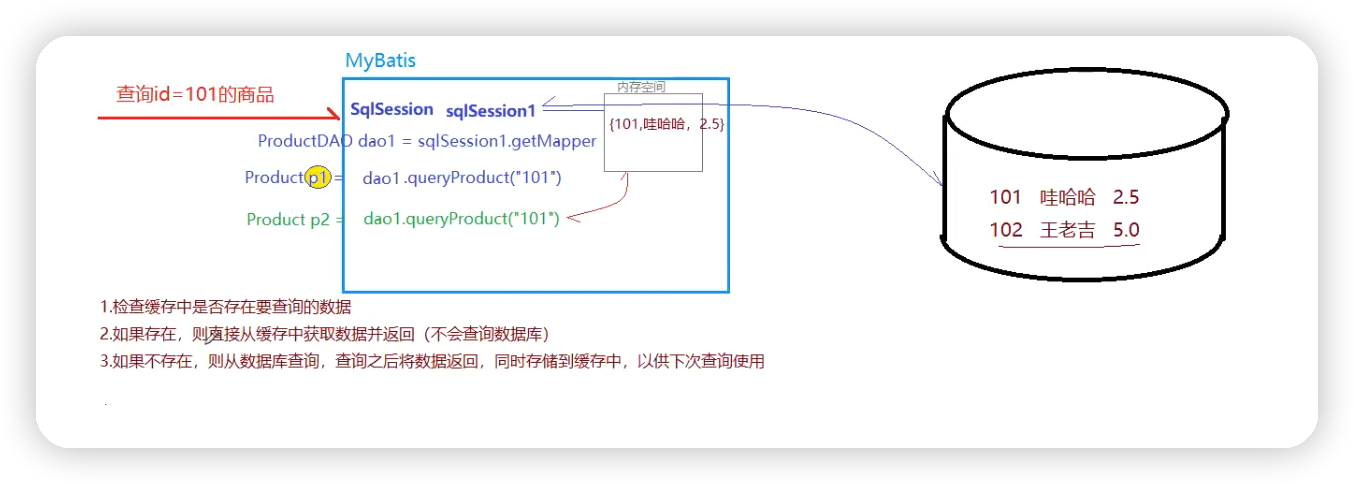 MyBatis
查询id=101的商品
内存空间
SqlSession sqlSession1
{101,哇哈哈，2.5}
ProductDAO dao1 = sqlSession1.getMapper
Product p1 = dao1.queryProduct("101")
Product p2 = dao1.queryProduct("101")
101 哇哈哈 2.5
102 王老吉 5.0
1.检查缓存中是否存在要查询的数据
2.如果存在，则直接从缓存中获取数据并返回（不会查询数据库）
3.如果不存在，则从数据库查询，查询之后将数据返回，同时存储到缓存中，以供下次查询使用